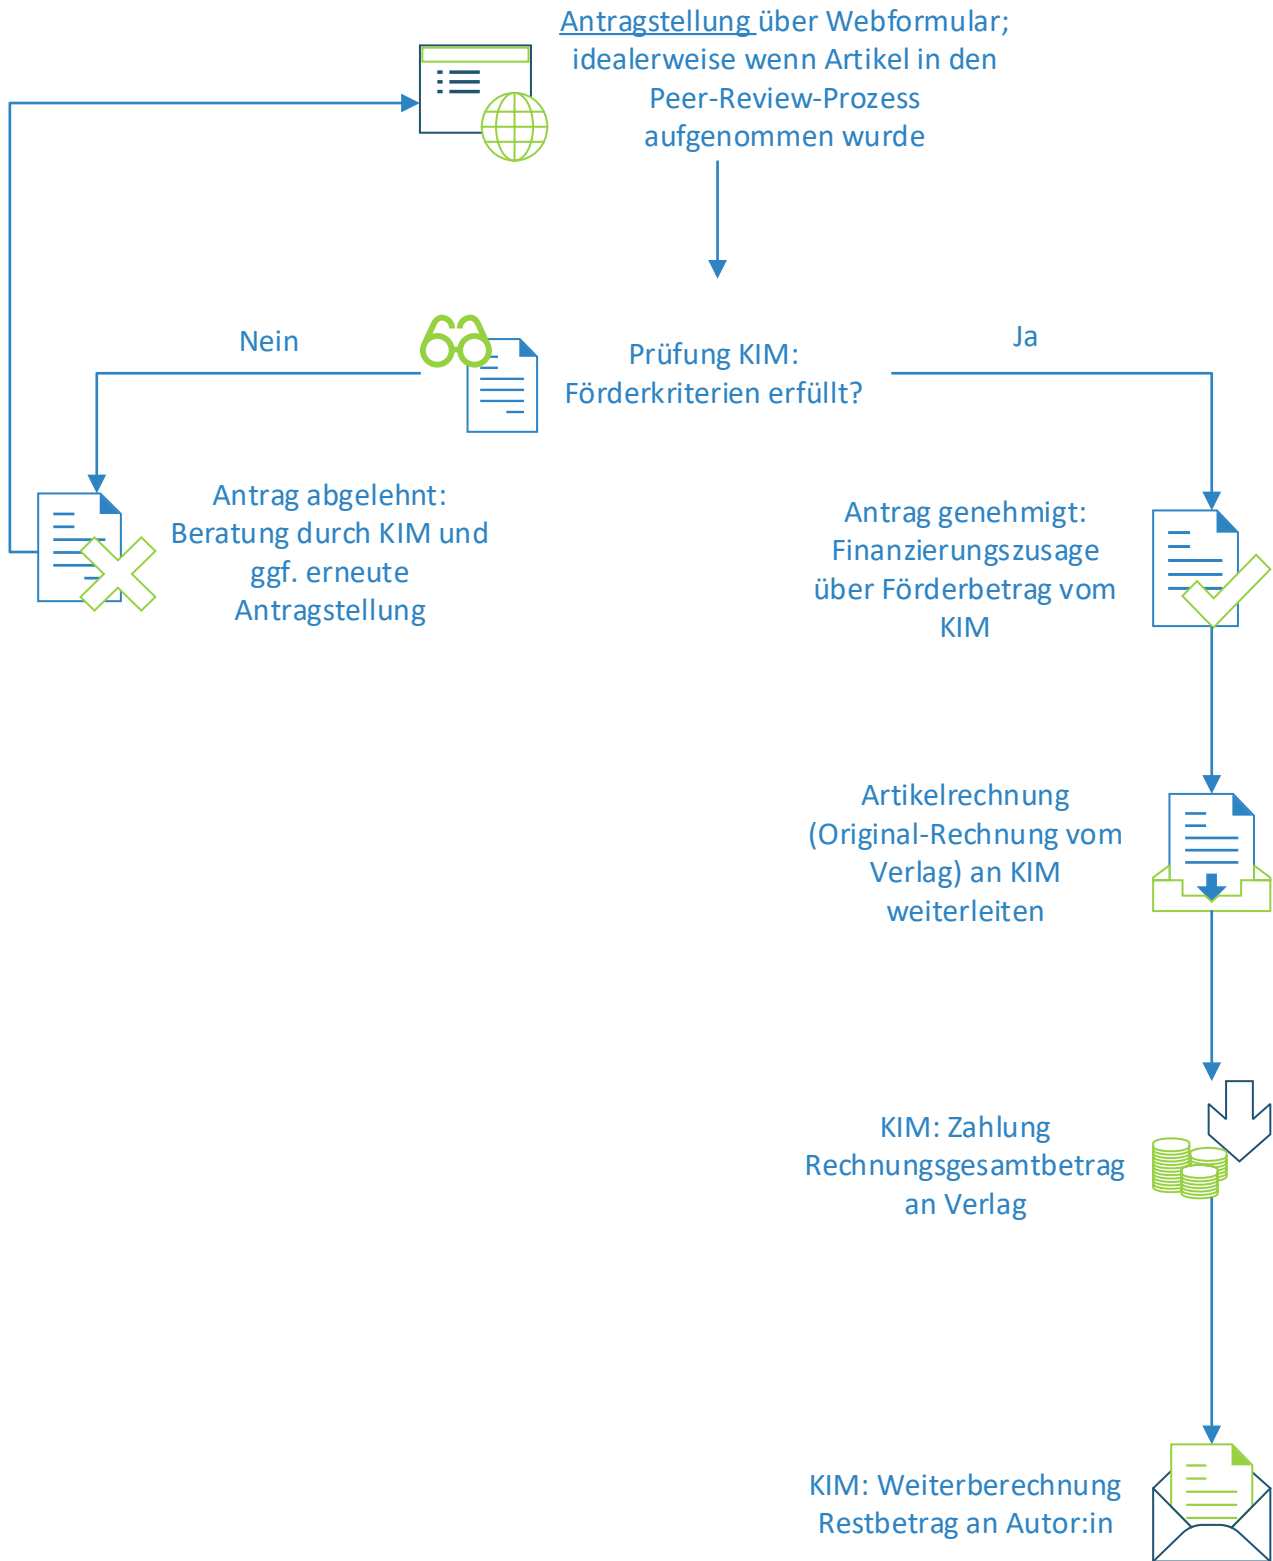 Antragstellung über Webformular;
idealerweise wenn Artikel in den
Peer-Review-Prozess
aufgenommen wurde
Nein
Prüfung KIM:
Förderkriterien erfüllt?
Ja
Antrag abgelehnt:
Beratung durch KIM und
ggf. erneute
Antragstellung
Antrag genehmigt:
Finanzierungszusage
über Förderbetrag vom
KIM
Artikelrechnung
(Original-Rechnung vom
Verlag) an KIM
weiterleiten
KIM: Zahlung
Rechnungsgesamtbetrag
an Verlag
KIM: Weiterberechnung
Restbetrag an Autor:in